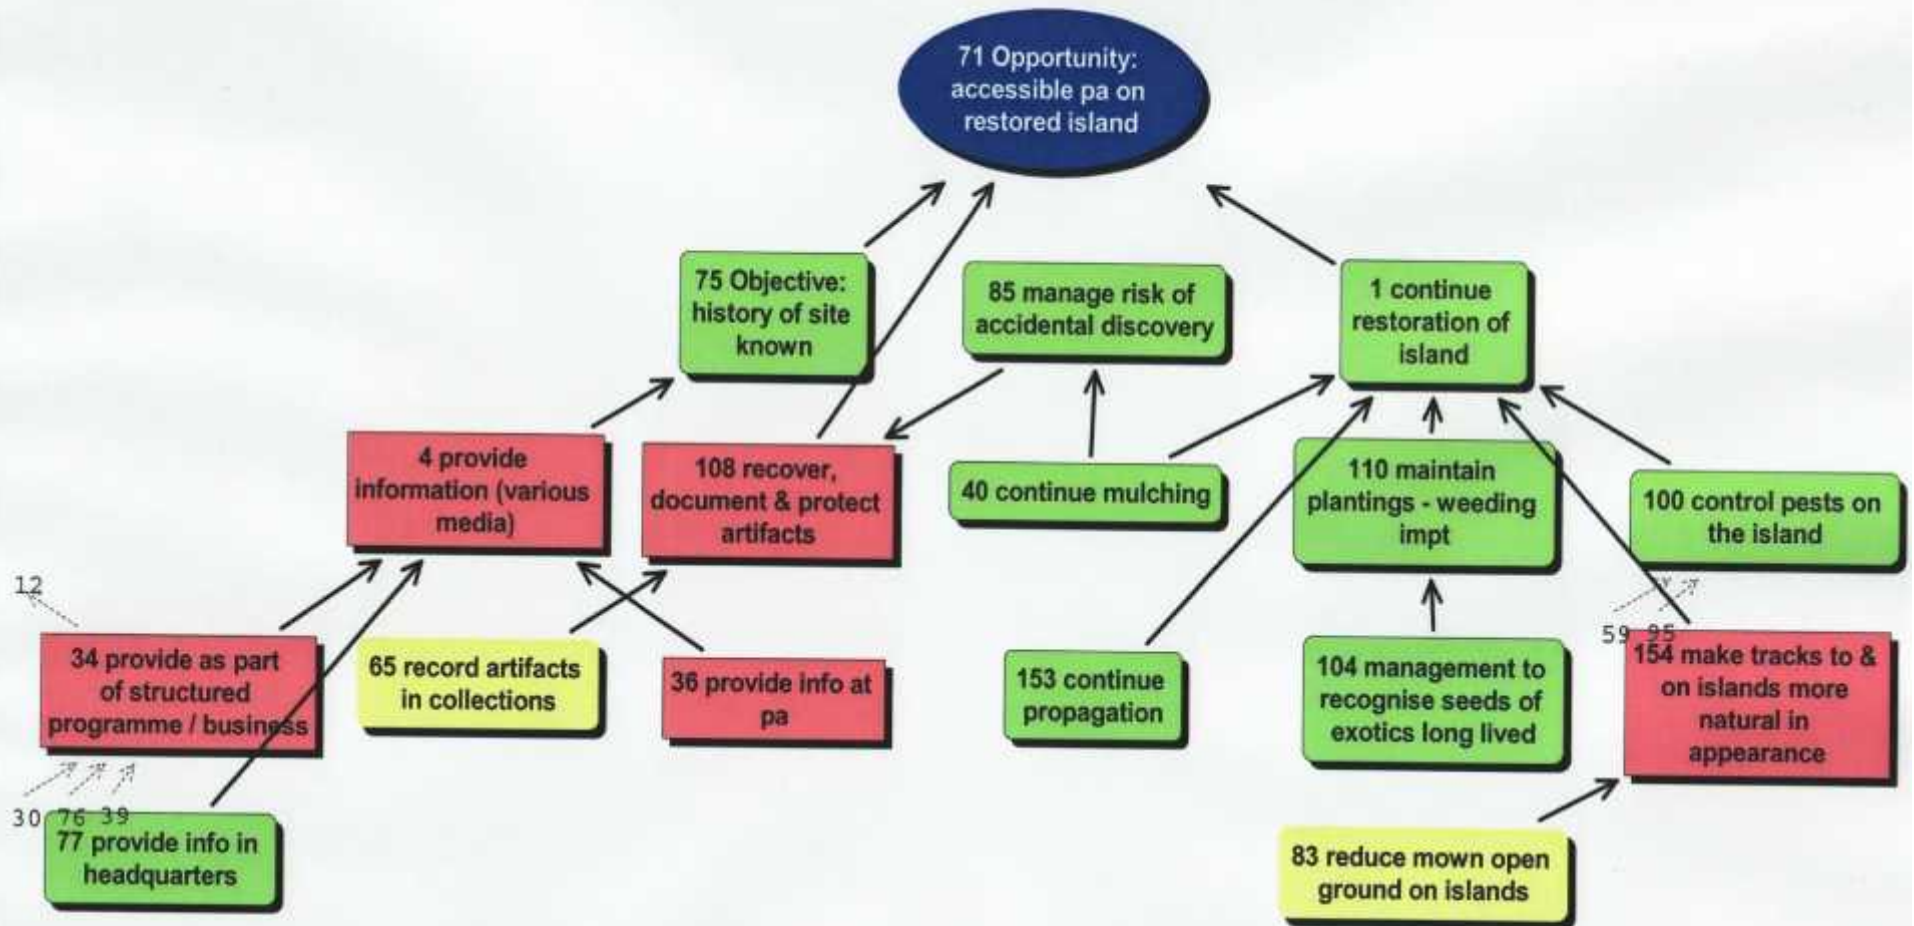 71 Opportunity:
accessible pa on
restored island
75 Objective:
history of site
known
85 manage risk of
accidental discovery
1 continue
restoration of
island
4 provide
information (various
media)
108 recover,
document & protect
artifacts
40 continue mulching
110 maintain
plantings - weeding
impt
100 control pests on
the island
12
59 95
34 provide as part
of structured
programme / business
65 record artifacts
in collections
36 provide info at
pa
153 continue
propagation
104 management to
recognise seeds of
exotics long lived
154 make tracks to &
on islands more
natural in
appearance
30 76 39
77 provide info in
headquarters
83 reduce mown open
ground on islands